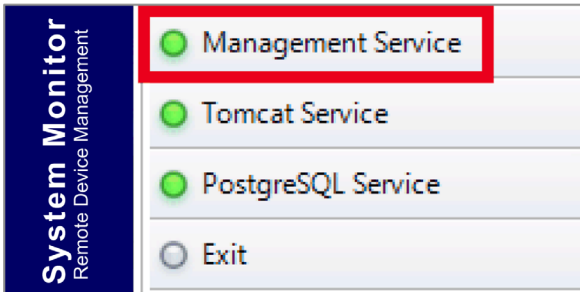 System Monitor
Remote Device Management
Management Service
Tomcat Service
PostgreSQL Service
Exit